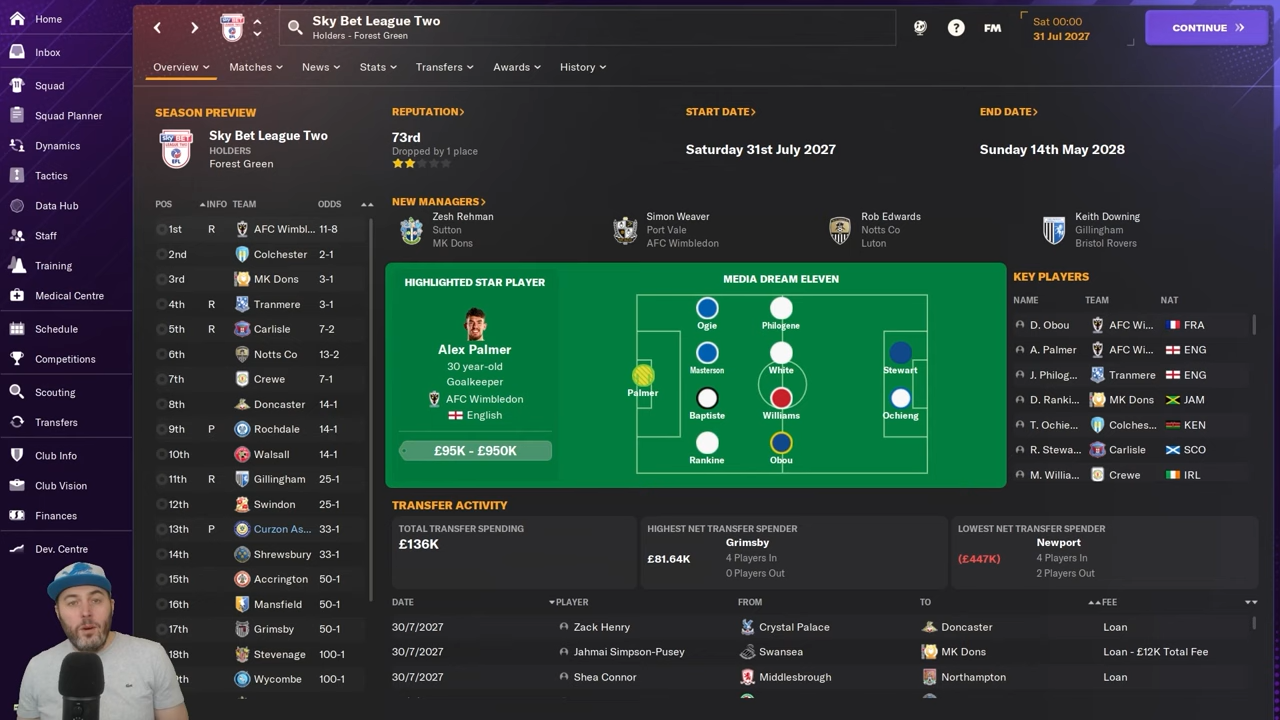 Home
Inbox
Squad
Squad Planner
Dynamics
Tactics
Data Hub
Staff
Training
Medical Centre
Schedule
Competitions
Scouting
Transfers
Club Info
Club Vision
Finances
Dev. Centre
Sky Bet League Two
Holders - Forest Green
FM
Sat 00:00
31 Jul 2027
CONTINUE
Overview Matches News Stats Transfers Awards History
SEASON PREVIEW
Sky Bet League Two
HOLDERS
Forest Green
REPUTATION
73rd
Dropped by 1 place
START DATE
Saturday 31st July 2027
END DATE
Sunday 14th May 2028
POS INFO TEAM ODDS
1st R AFC Wimbl... 11-8
2nd Colchester 2-1
3rd MK Dons 3-1
4th R Tranmere 3-1
5th R Carlisle 7-2
6th Notts Co 13-2
7th Crewe 7-1
8th Doncaster 14-1
9th P Rochdale 14-1
10th Walsall 14-1
11th R Gillingham 25-1
12th Swindon 25-1
13th P Curzon As... 33-1
14th Shrewsbury 33-1
15th Accrington 50-1
16th Mansfield 50-1
17th Grimsby 50-1
18th Stevenage 100-1
Wycombe 100-1
NEW MANAGERS
Zesh Rehman
Sutton
MK Dons
Simon Weaver
Port Vale
AFC Wimbledon
Rob Edwards
Notts Co
Luton
Keith Downing
Gillingham
Bristol Rovers
HIGHLIGHTED STAR PLAYER
Alex Palmer
30 year-old
Goalkeeper
AFC Wimbledon
English
£95K - £950K
MEDIA DREAM ELEVEN
Ogie
Philogene
Masterson
White
Stewart
Palmer
Baptiste
Williams
Ochieng
Rankine
Obou
KEY PLAYERS
NAME TEAM NAT
D. Obou AFC Wi... FRA
A. Palmer AFC Wi... ENG
J. Philog... Tranmere ENG
D. Ranki... MK Dons JAM
T. Ochie... Colches... KEN
R. Stewa... Carlisle SCO
M. Willia... Crewe IRL
TRANSFER ACTIVITY
TOTAL TRANSFER SPENDING
£136K
HIGHEST NET TRANSFER SPENDER
Grimsby
£81.64K
4 Players In
0 Players Out
LOWEST NET TRANSFER SPENDER
Newport
(£447K)
4 Players In
2 Players Out
DATE PLAYER FROM TO FEE
30/7/2027 Zack Henry Crystal Palace Doncaster Loan
30/7/2027 Jahmai Simpson-Pusey Swansea MK Dons Loan - £12K Total Fee
30/7/2027 Shea Connor Middlesbrough Northampton Loan